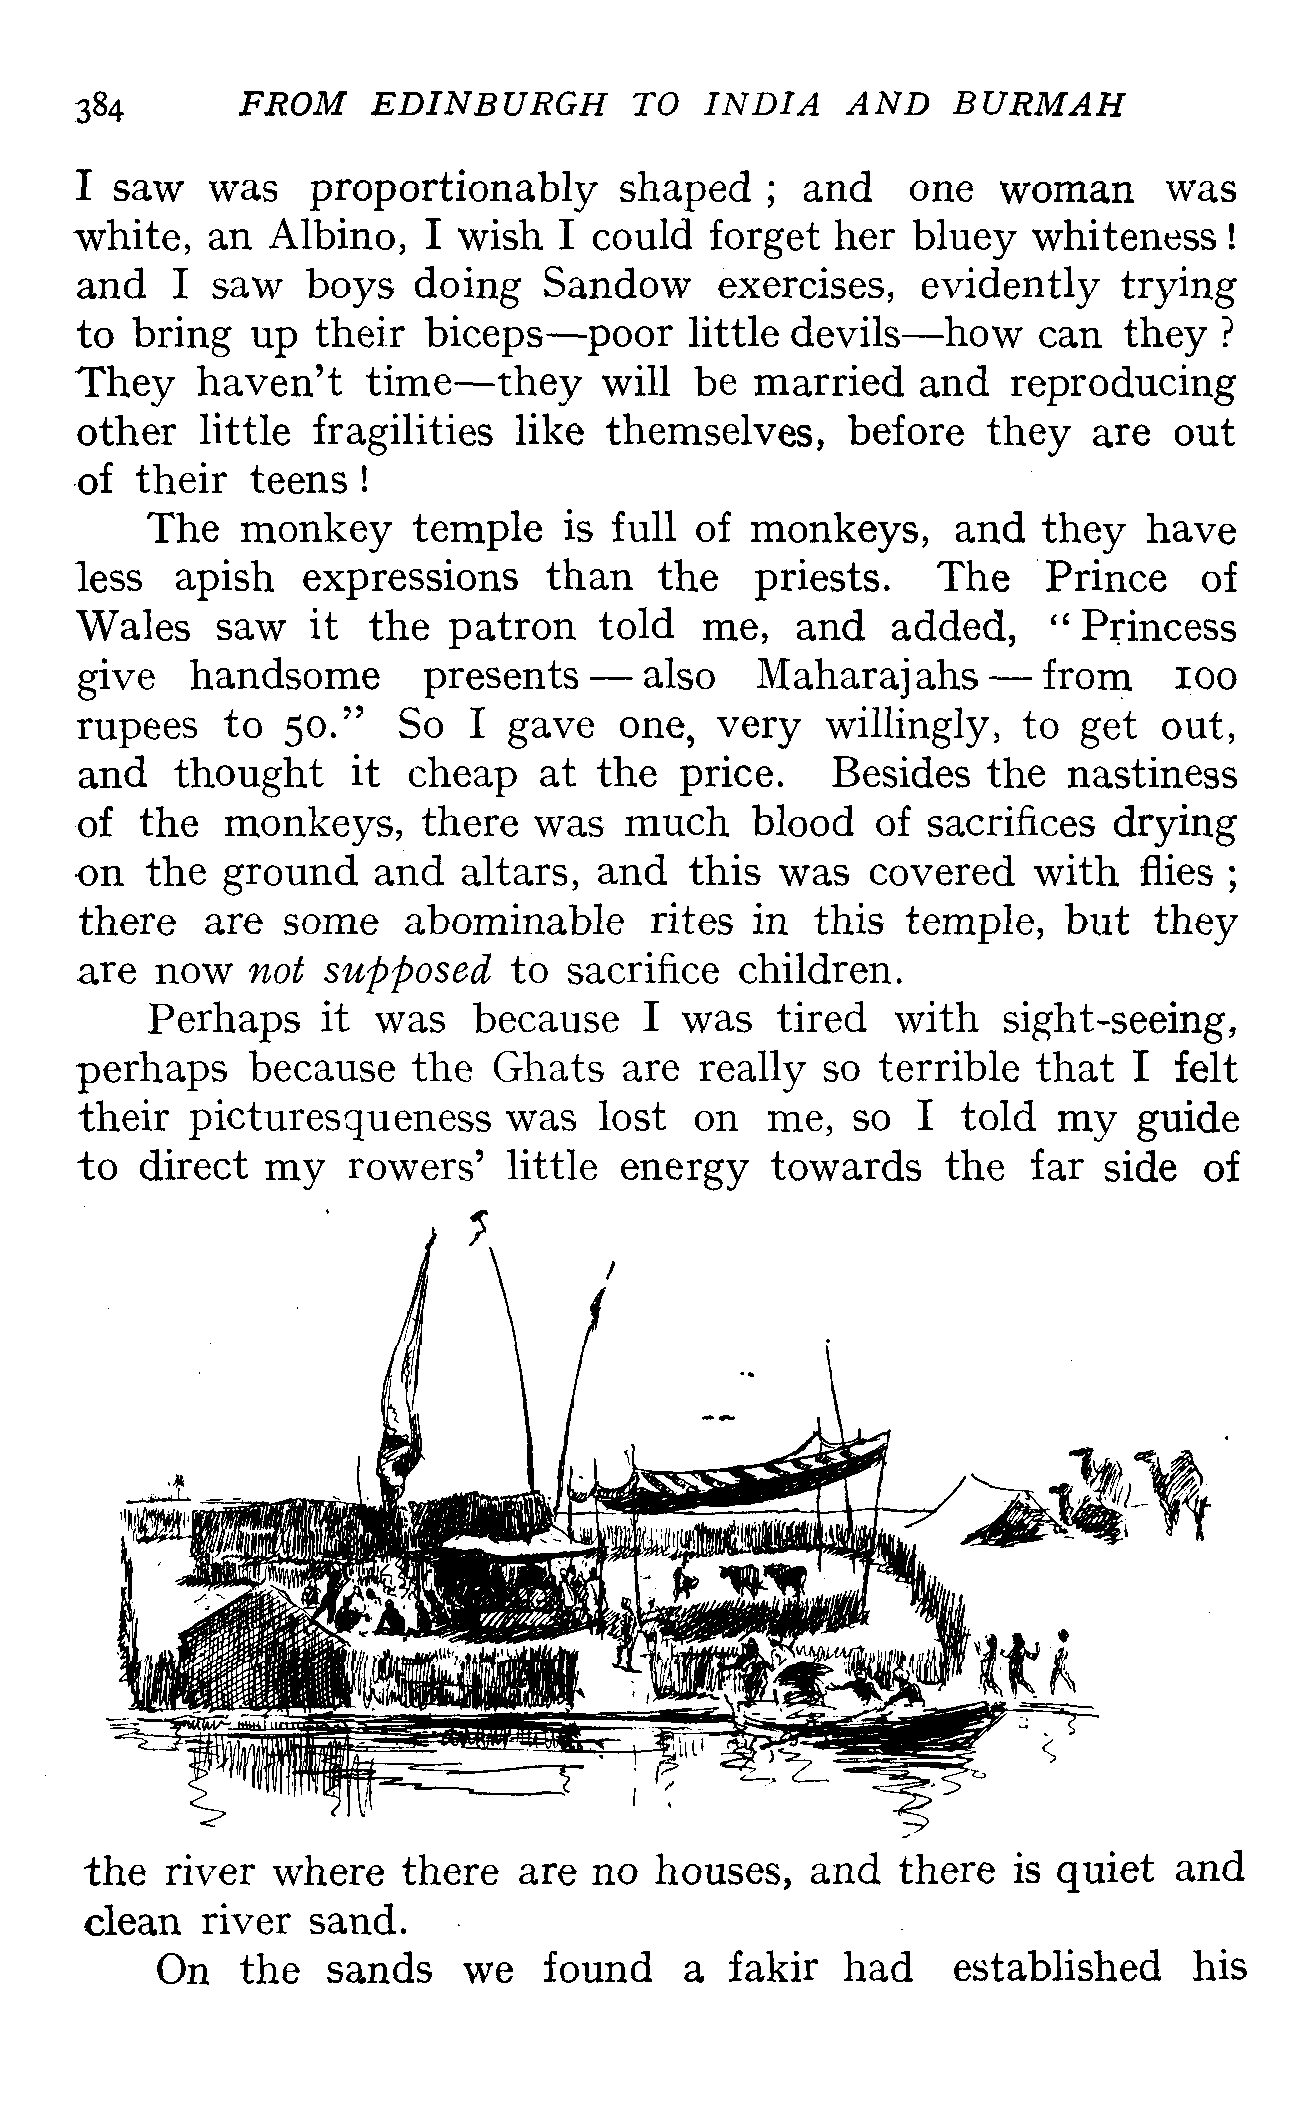 384 FROM EDINBURGH TO INDIA AND BURMAH
I saw was proportionably shaped ; and one woman was
white, an Albino, I wish I could forget her bluey whiteness !
and I saw boys doing Sandow exercises, evidently trying
to bring up their biceps—poor little devils—how can they ?
They haven't time—they will be married and reproducing
other little fragilities like themselves, before they are out
of their teens !
The monkey temple is full of monkeys, and they have
less apish expressions than the priests. The Prince of
Wales saw it the patron told me, and added, “ Princess
give handsome presents — also Maharajahs — from 100
rupees to 50.” So I gave one, very willingly, to get out,
and thought it cheap at the price. Besides the nastiness
of the monkeys, there was much blood of sacrifices drying
on the ground and altars, and this was covered with flies ;
there are some abominable rites in this temple, but they
are now not supposed to sacrifice children.
Perhaps it was because I was tired with sight-seeing,
perhaps because the Ghats are really so terrible that I felt
their picturesqueness was lost on me, so I told my guide
to direct my rowers' little energy towards the far side of
the river where there are no houses, and there is quiet and
clean river sand.
On the sands we found a fakir had established his